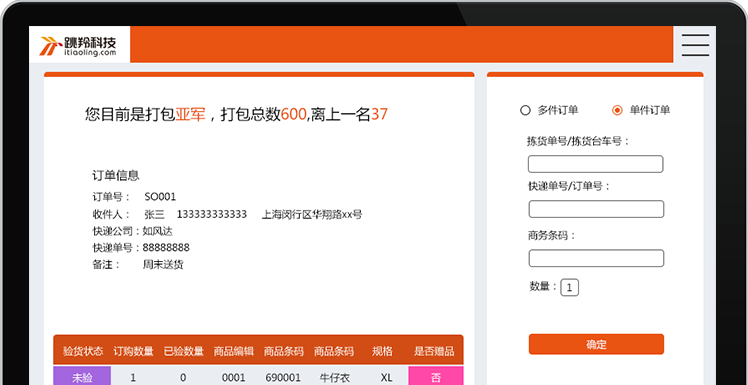 跳羚科技
itiaoling.com
您目前是打包亚军，打包总数600,离上一名37
订单信息
订单号： SO001
收件人： 张三 133333333333 上海闵行区华翔路xx号
快递公司：如风达
快递单号：88888888
备注： 周末送货
验货状态 订购数量 已验数量 商品编辑 商品条码 商品条码 规格 是否赠品
未验 1 0 0001 690001 牛仔衣 XL 否
多件订单 单件订单
拣货单号/拣货台车号：
快递单号/订单号：
商务条码：
数量：1
确定